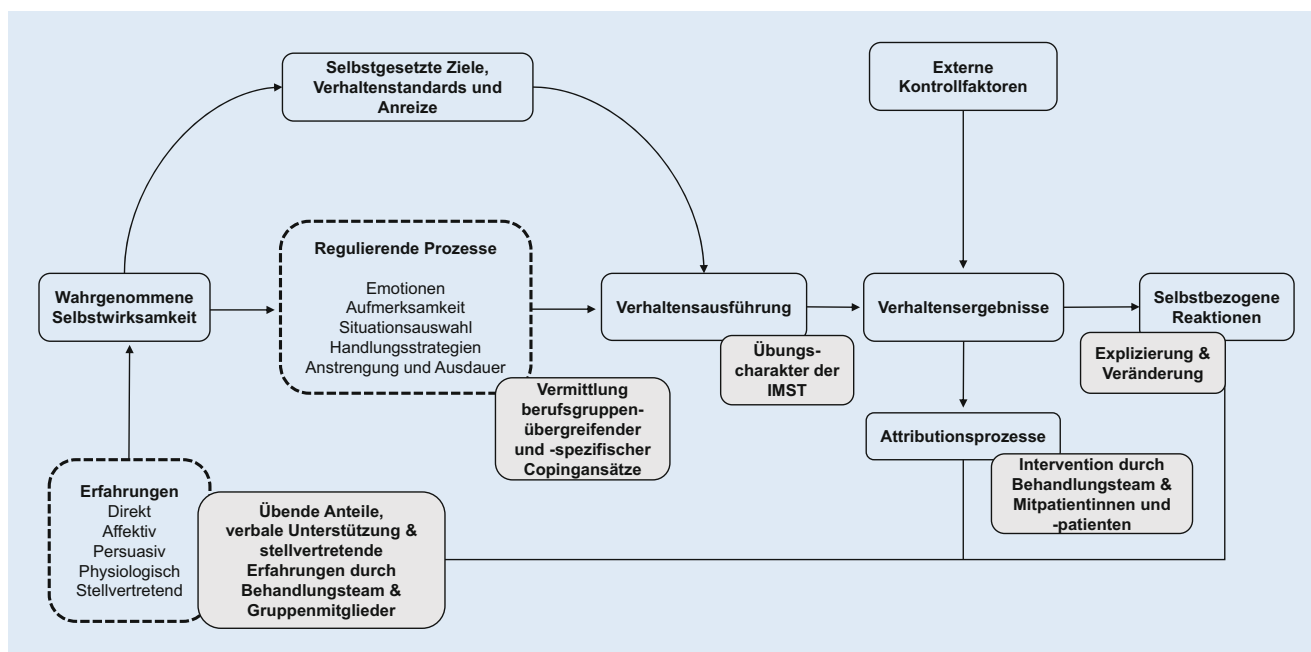 Selbstgesetzte Ziele,
Verhaltenstandards und
Anreize
Externe
Kontrollfaktoren
Regulierende Prozesse
Emotionen
Aufmerksamkeit
Situationsauswahl
Handlungsstrategien
Anstrengung und Ausdauer
Wahrgenommene
Selbstwirksamkeit
Verhaltensausführung
Verhaltensergebnisse
Selbstbezogene
Reaktionen
Übungs-
charakter der
IMST
Explizierung &
Veränderung
Vermittlung
berufsgruppen-
übergreifender
und -spezifischer
Copingansätze
Attributionsprozesse
Intervention durch
Behandlungsteam &
Mitpatientinnen und
-patienten
Erfahrungen
Direkt
Affektiv
Persuasiv
Physiologisch
Stellvertretend
Übende Anteile,
verbale Unterstützung &
stellvertretende
Erfahrungen durch
Behandlungsteam &
Gruppenmitglieder